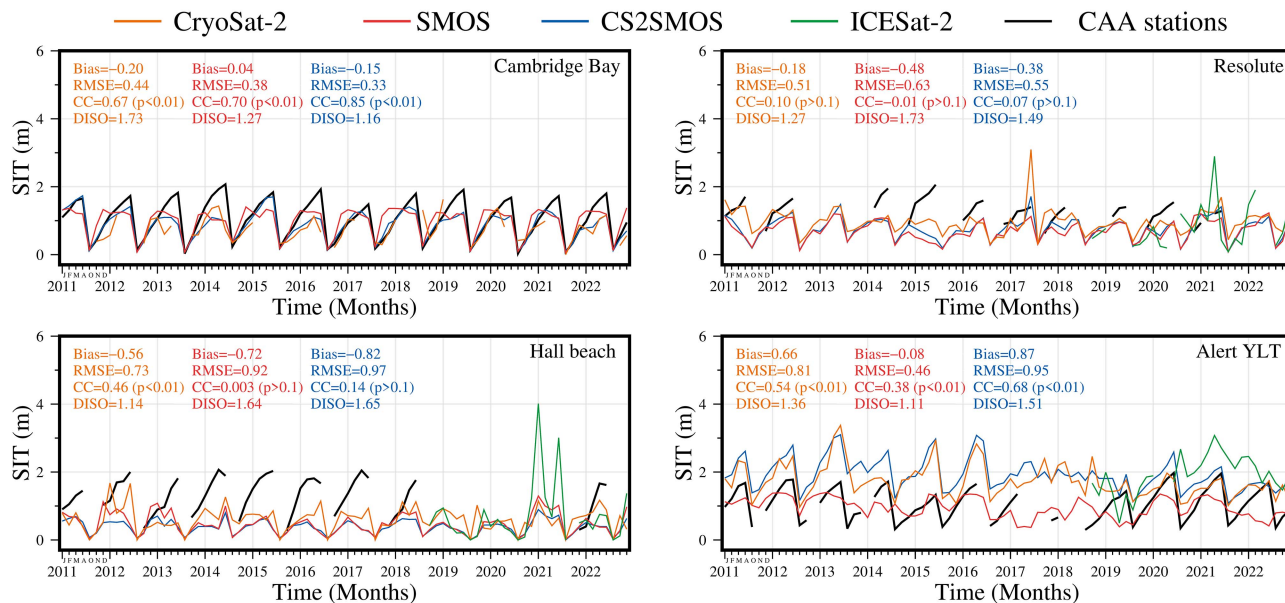 CryoSat-2 SMOS CS2SMOS ICESat-2 CAA stations
6
4
2
0
SIT (m)
Bias=−0.20 Bias=0.04 Bias=−0.15
RMSE=0.44 RMSE=0.38 RMSE=0.33
CC=0.67 (p<0.01) CC=0.70 (p<0.01) CC=0.85 (p<0.01)
DISO=1.73 DISO=1.27 DISO=1.16
Cambridge Bay
J F M A O N D
2011 2012 2013 2014 2015 2016 2017 2018 2019 2020 2021 2022
Time (Months)
6
4
2
0
SIT (m)
Bias=−0.18 Bias=−0.48 Bias=−0.38
RMSE=0.51 RMSE=0.63 RMSE=0.55
CC=0.10 (p>0.1) CC=−0.01 (p>0.1) CC=0.07 (p>0.1)
DISO=1.27 DISO=1.73 DISO=1.49
Resolute
J F M A O N D
2011 2012 2013 2014 2015 2016 2017 2018 2019 2020 2021 2022
Time (Months)
6
4
2
0
SIT (m)
Bias=−0.56 Bias=−0.72 Bias=−0.82
RMSE=0.73 RMSE=0.92 RMSE=0.97
CC=0.46 (p<0.01) CC=0.003 (p>0.1) CC=0.14 (p>0.1)
DISO=1.14 DISO=1.64 DISO=1.65
Hall beach
J F M A O N D
2011 2012 2013 2014 2015 2016 2017 2018 2019 2020 2021 2022
Time (Months)
6
4
2
0
SIT (m)
Bias=0.66 Bias=−0.08 Bias=0.87
RMSE=0.81 RMSE=0.46 RMSE=0.95
CC=0.54 (p<0.01) CC=0.38 (p<0.01) CC=0.68 (p<0.01)
DISO=1.36 DISO=1.11 DISO=1.51
Alert YLT
J F M A O N D
2011 2012 2013 2014 2015 2016 2017 2018 2019 2020 2021 2022
Time (Months)